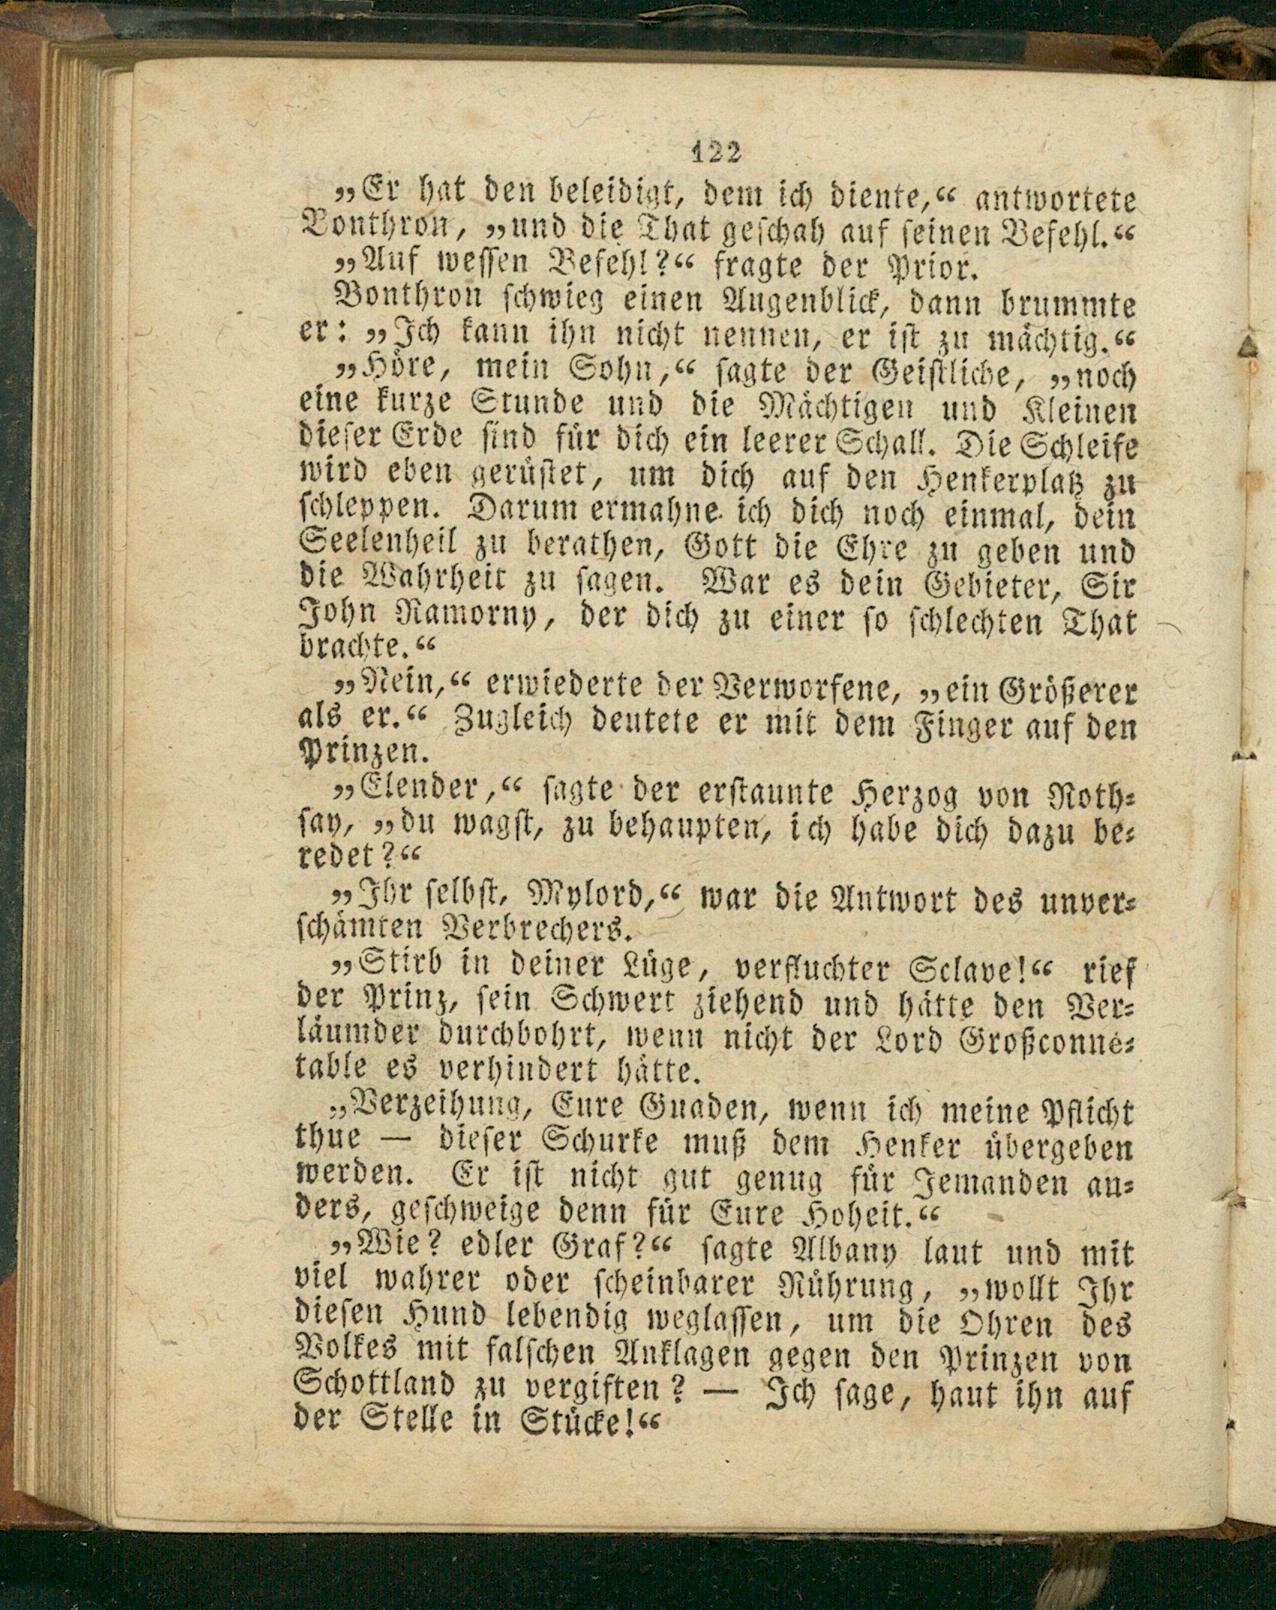 122
„Er hat den beleidigt, dem ich diente,“ antwortete
Bonthron, „und die That geschah auf seinen Befehl.“
„Auf wessen Befehl?“ fragte der Prior.
Bonthron schwieg einen Augenblick, dann brummte
er: „Ich kann ihn nicht nennen, er ist zu mächtig.“
„Höre, mein Sohn,“ sagte der Geistliche, „noch
eine kurze Stunde und die Mächtigen und Kleinen
dieser Erde sind für dich ein leerer Schall. Die Schleife
wird eben gerüstet, um dich auf den Henkerplatz zu
schleppen. Darum ermahne ich dich noch einmal, dein
Seelenheil zu berathen, Gott die Ehre zu geben und
die Wahrheit zu sagen. War es dein Gebieter, Sir
John Ramorny, der dich zu einer so schlechten That
brachte.“
„Nein,“ erwiederte der Verworfene, „ein Größerer
als er.“ Zugleich deutete er mit dem Finger auf den
Prinzen.
„Elender,“ sagte der erstaunte Herzog von Roth-
say, „du wagst, zu behaupten, ich habe dich dazu be-
redet?“
„Ihr selbst, Mylord,“ war die Antwort des unver-
schämten Verbrechers.
„Stirb in deiner Lüge, verfluchter Sclave!“ rief
der Prinz, sein Schwert ziehend und hätte den Ver-
läumder durchbohrt, wenn nicht der Lord Großconne-
table es verhindert hätte.
„Verzeihung, Eure Gnaden, wenn ich meine Pflicht
thue — dieser Schurke muß dem Henker übergeben
werden. Er ist nicht gut genug für Jemanden an-
ders, geschweige denn für Eure Hoheit.“
„Wie? edler Graf?“ sagte Albany laut und mit
viel wahrer oder scheinbarer Rührung, „wollt Ihr
diesen Hund lebendig weglassen, um die Ohren des
Volkes mit falschen Anklagen gegen den Prinzen von
Schottland zu vergiften? — Ich sage, haut ihn auf
der Stelle in Stücke!“